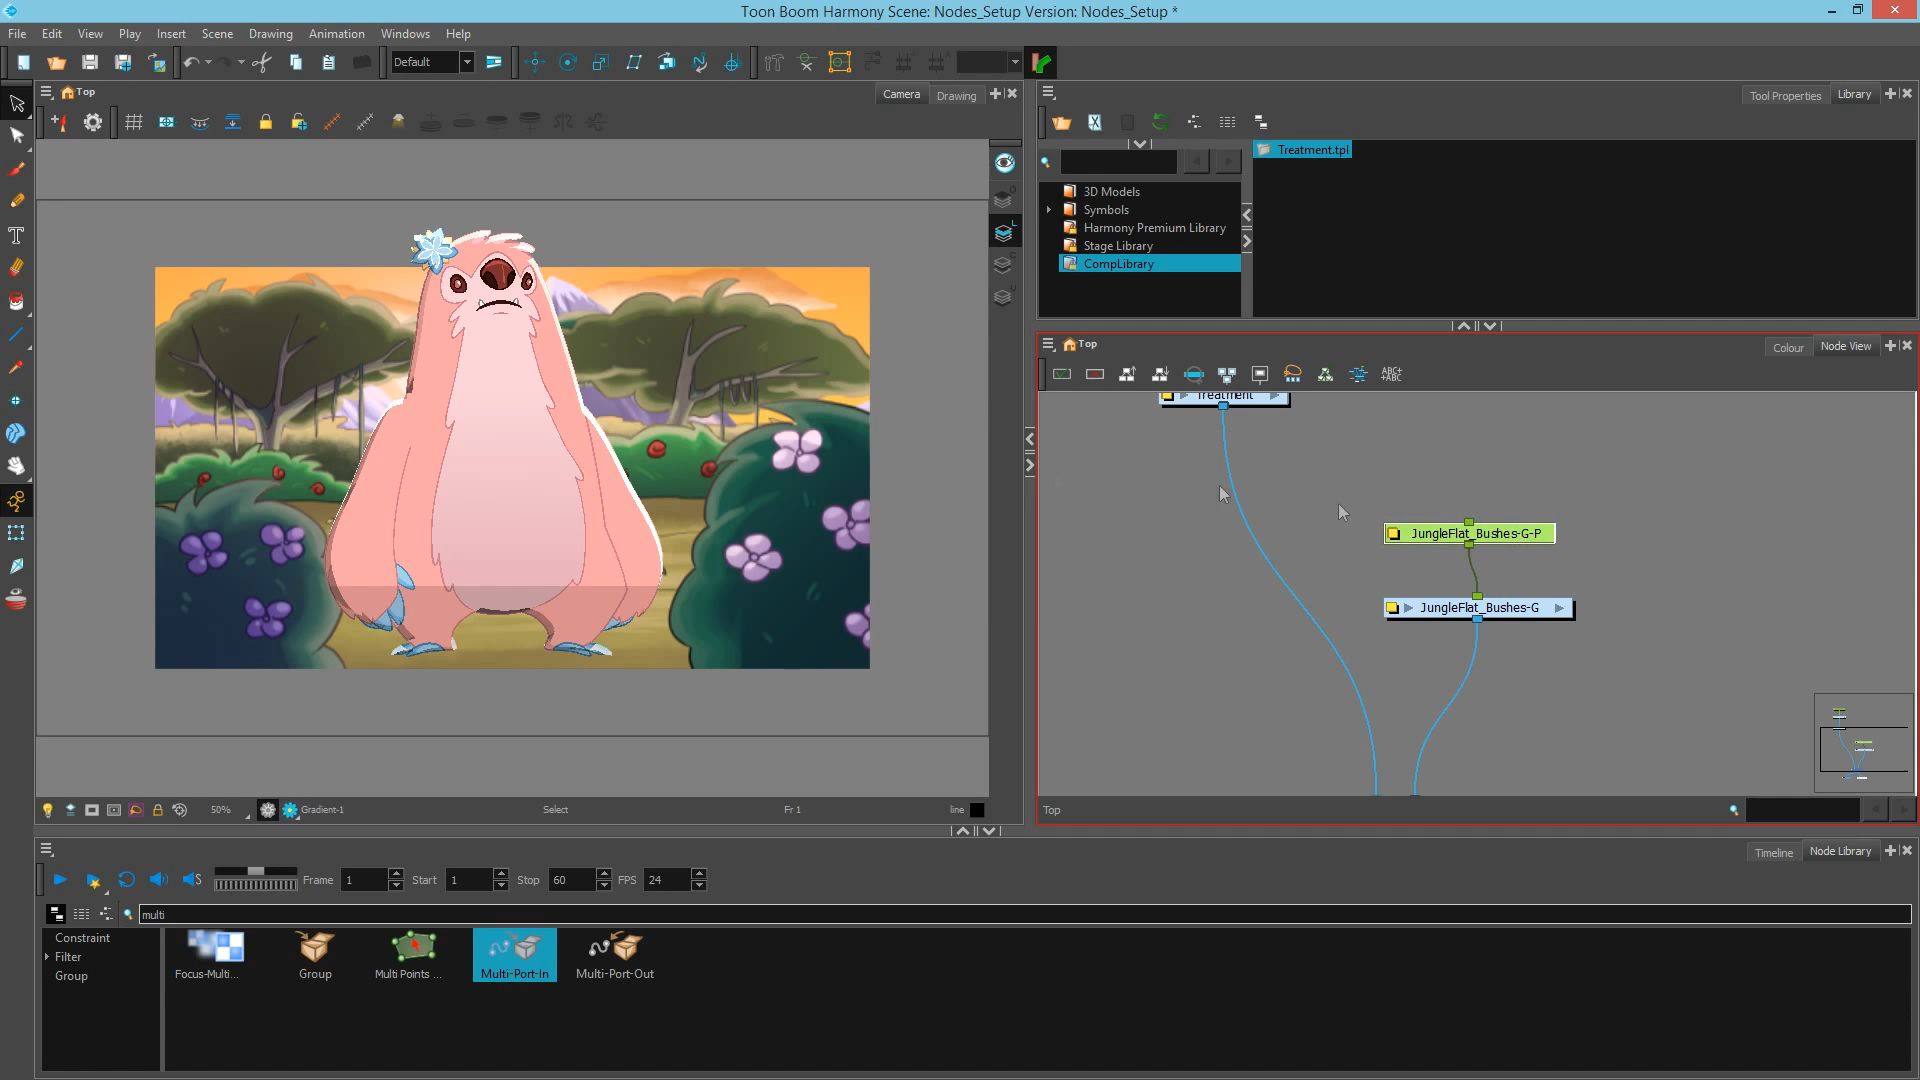 Toon Boom Harmony Scene: Nodes_Setup Version: Nodes_Setup *
File Edit View Play Insert Scene Drawing Animation Windows Help
Default
Top
Camera
Drawing
Tool Properties
Library
Treatment.tpl
3D Models
Symbols
Harmony Premium Library
Stage Library
CompLibrary
Top
Colour
Node View
ABC+
+ABC
Treatment
JungleFlat_Bushes-G-P
JungleFlat_Bushes-G
50%
Gradient-1
Select
Fr 1
line
Top
Timeline
Node Library
Frame 1 Start 1 Stop 60 FPS 24
multi
Constraint
Filter
Group
Focus-Multi...
Group
Multi Points ...
Multi-Port-In
Multi-Port-Out